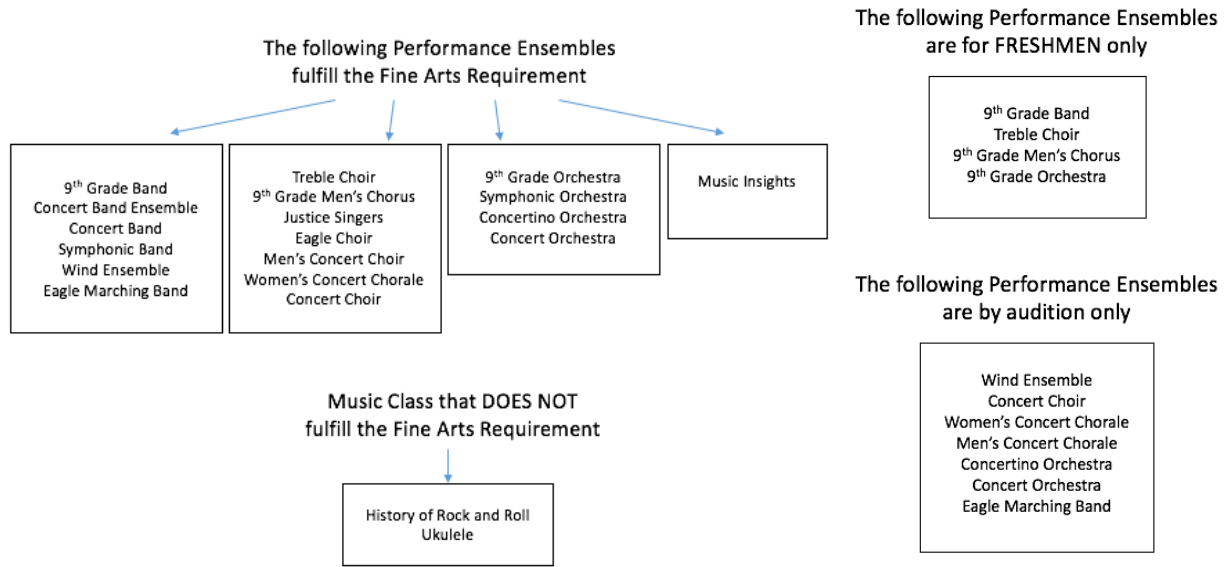 The following Performance Ensembles
fulfill the Fine Arts Requirement
9th Grade Band
Concert Band Ensemble
Concert Band
Symphonic Band
Wind Ensemble
Eagle Marching Band
Treble Choir
9th Grade Men's Chorus
Justice Singers
Eagle Choir
Men's Concert Choir
Women's Concert Chorale
Concert Choir
9th Grade Orchestra
Symphonic Orchestra
Concertino Orchestra
Concert Orchestra
Music Insights
Music Class that DOES NOT
fulfill the Fine Arts Requirement
History of Rock and Roll
Ukulele
The following Performance Ensembles
are for FRESHMEN only
9th Grade Band
Treble Choir
9th Grade Men's Chorus
9th Grade Orchestra
The following Performance Ensembles
are by audition only
Wind Ensemble
Concert Choir
Women's Concert Chorale
Men's Concert Chorale
Concertino Orchestra
Concert Orchestra
Eagle Marching Band